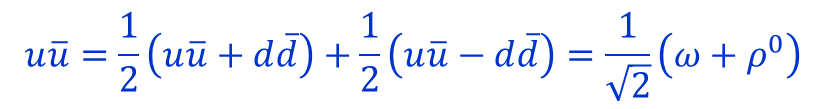 uū = 1/2 (uū + dd̄) + 1/2 (uū − dd̄) = 1/√2 (ω + ρ⁰)